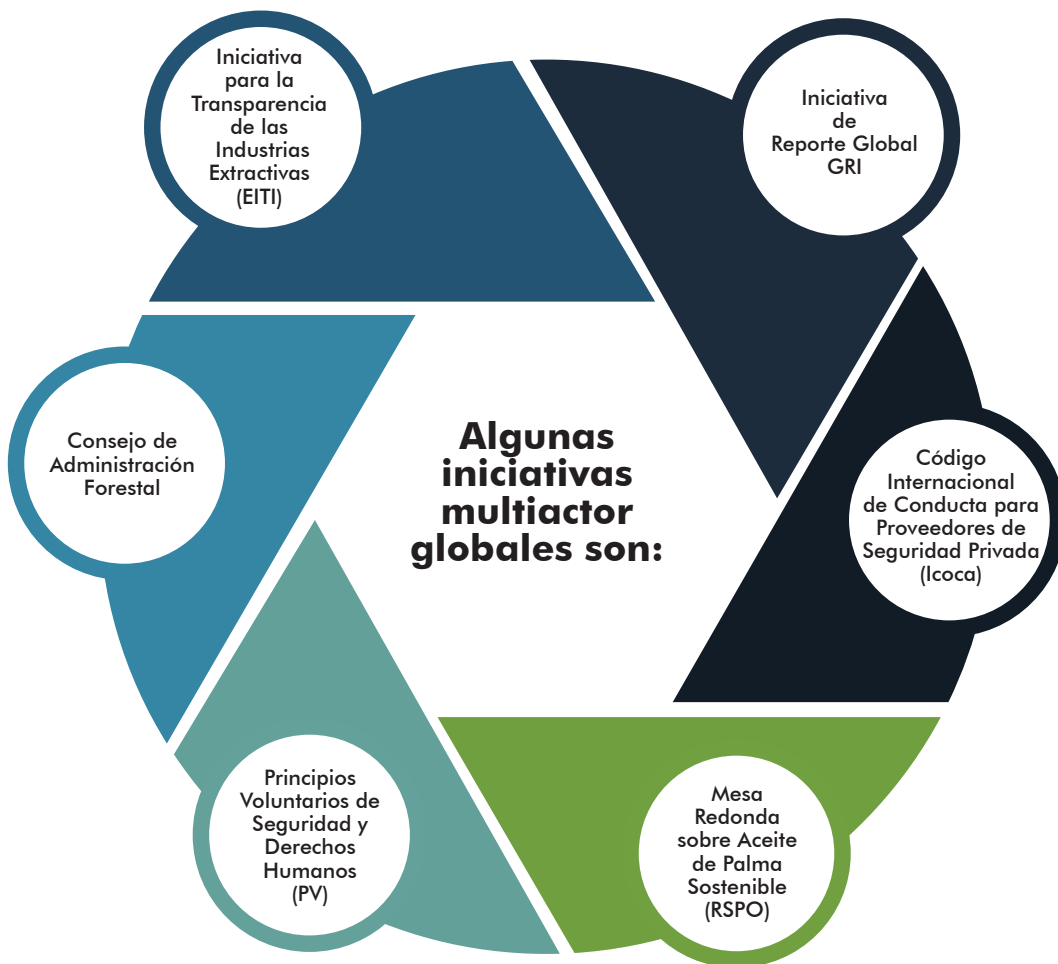 Iniciativa
para la
Transparencia
de las
Industrias
Extractivas
(EITI)
Iniciativa
de
Reporte Global
GRI
Consejo de
Administración
Forestal
Algunas
iniciativas
multiactor
globales son:
Código
Internacional
de Conducta para
Proveedores de
Seguridad Privada
(Icoca)
Principios
Voluntarios de
Seguridad y
Derechos
Humanos
(PV)
Mesa
Redonda
sobre Aceite
de Palma
Sostenible
(RSPO)